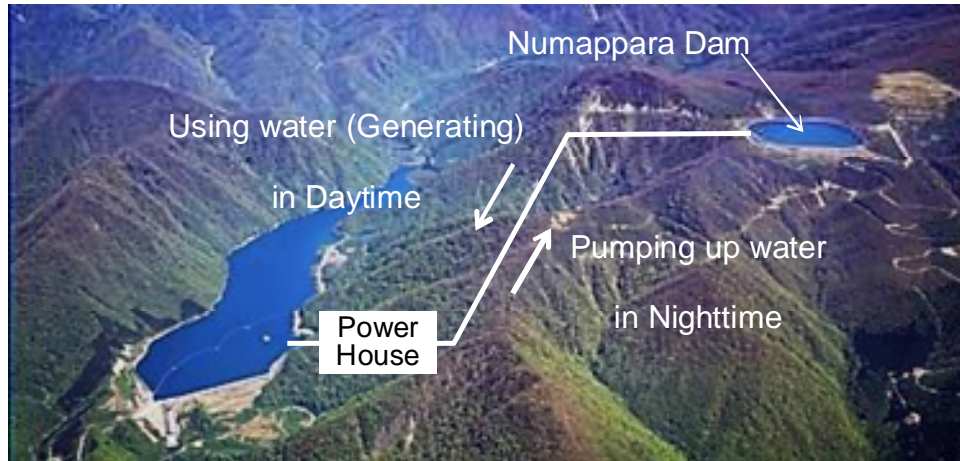 Numappara Dam
Using water (Generating)
in Daytime
Pumping up water
in Nighttime
Power
House